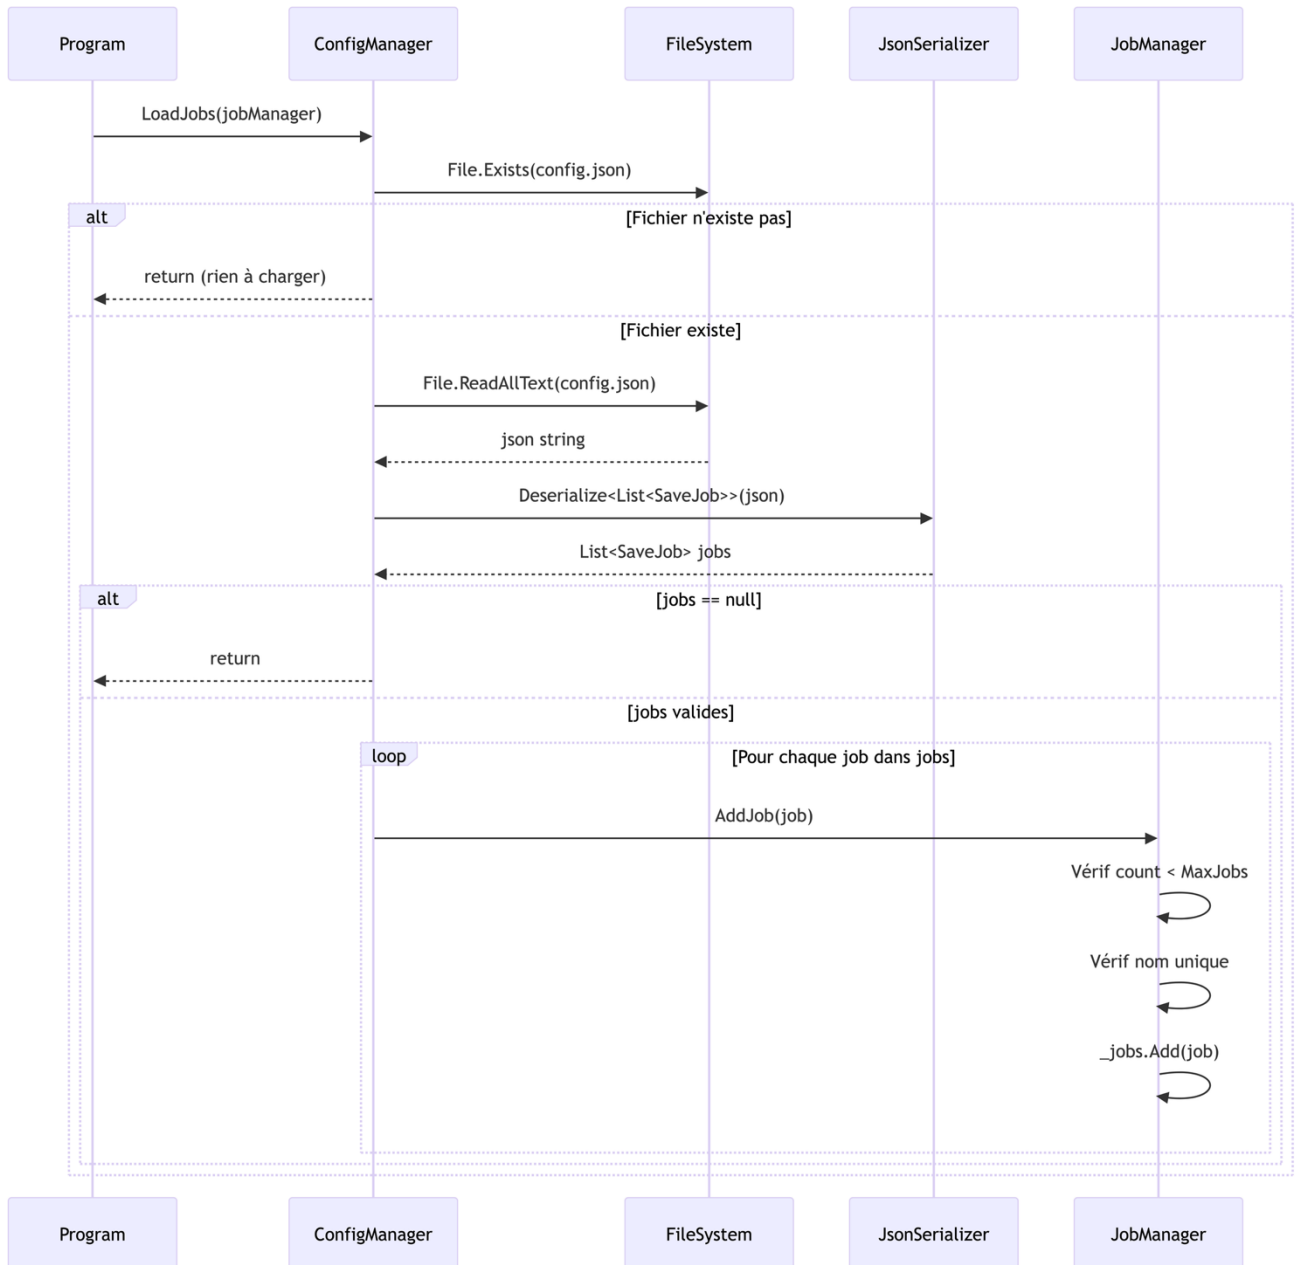 Program
ConfigManager
FileSystem
JsonSerializer
JobManager
LoadJobs(jobManager)
File.Exists(config.json)
alt
[Fichier n'existe pas]
return (rien à charger)
[Fichier existe]
File.ReadAllText(config.json)
json string
Deserialize<List<SaveJob>>(json)
List<SaveJob> jobs
alt
[jobs == null]
return
[jobs valides]
loop
[Pour chaque job dans jobs]
AddJob(job)
Vérif count < MaxJobs
Vérif nom unique
_jobs.Add(job)
Program
ConfigManager
FileSystem
JsonSerializer
JobManager